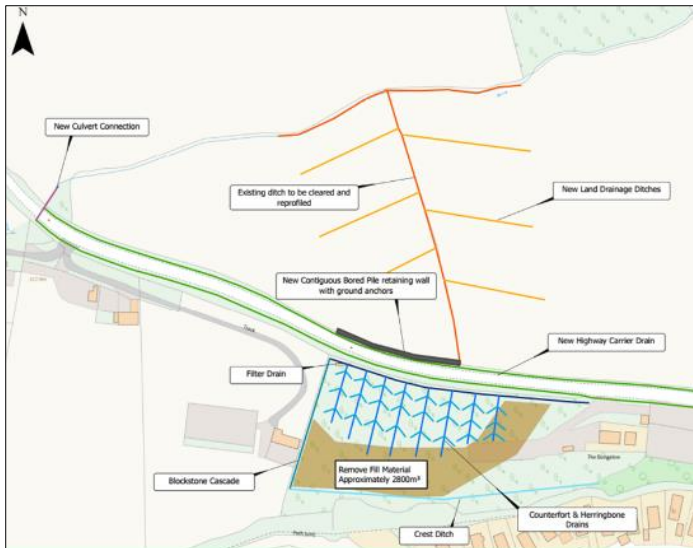 N
New Culvert Connection
Existing ditch to be cleared and
reprofiled
New Land Drainage Ditches
New Contiguous Bored Pile retaining wall
with ground anchors
New Highway Carrier Drain
Track
Filter Drain
The Bungalow
Remove Fill Material
Approximately 2800m³
Blockstone Cascade
Counterfort & Herringbone
Drains
Crest Ditch